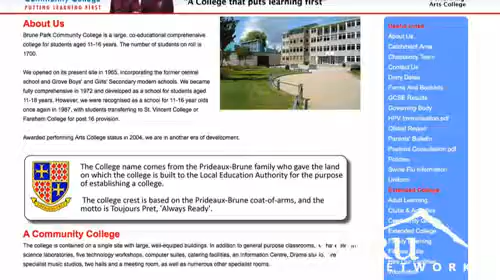 Community College
PUTTING LEARNING FIRST
"A College that puts learning first"
Arts College
About Us
Brune Park Community College is a large, co-educational comprehensive
college for students aged 11-16 years. The number of students on roll is
1700.
We opened on its present site in 1965, incorporating the former central
school and Grove Boys' and Girls' Secondary modern schools. We became
fully comprehensive in 1972 and developed as a school for students aged
11-18 years. However, we were recognised as a school for 11-16 year olds
once again in 1987, with students transferring to St. Vincent College or
Fareham College for post 16 provision.
Awarded performing Arts College status in 2004, we are in another era of development.
The College name comes from the Prideaux-Brune family who gave the land
on which the college is built to the Local Education Authority for the purpose
of establishing a college.
The college crest is based on the Prideaux-Brune coat-of-arms, and the
motto is Toujours Pret, 'Always Ready'.
A Community College
The college is contained on a single site with large, well-equipped buildings. In addition to general purpose classrooms,
science laboratories, five technology workshops, computer suites, catering facilities, an Information Centre, Drama
specialist music studios, two halls and a meeting room, as well as numerous other specialist rooms.
About Us
Catchment Area
Chaplaincy Team
Contact Us
Diary Dates
Forms And Booklets
GCSE Results
Governing Body
HPV Immunisation.pdf
Ofsted Report
Parents' Bulletin
Positions Consultation.pdf
Policies
Swine Flu Information
Uniform
Extended College
Adult Learning
Clubs & Activities
Extended College
Family Learning
NETWORK